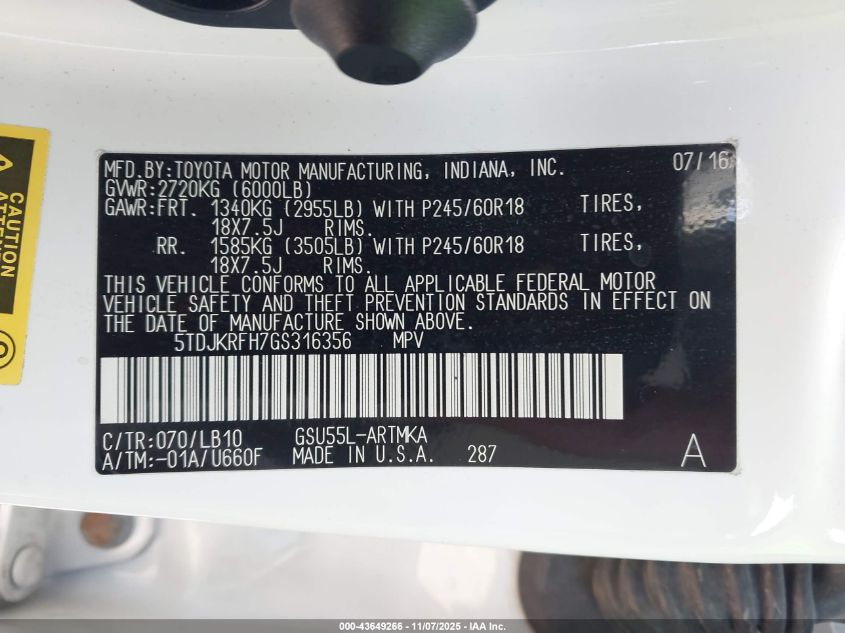 MFD.BY:TOYOTA MOTOR MANUFACTURING, INDIANA, INC. 07/16
GVWR:2720KG (6000LB)
GAWR:FRT. 1340KG (2955LB) WITH P245/60R18 TIRES,
18X7.5J RIMS.
RR. 1585KG (3505LB) WITH P245/60R18 TIRES,
18X7.5J RIMS.
THIS VEHICLE CONFORMS TO ALL APPLICABLE FEDERAL MOTOR
VEHICLE SAFETY AND THEFT PREVENTION STANDARDS IN EFFECT ON
THE DATE OF MANUFACTURE SHOWN ABOVE.
5TDJKRFH7GS316356 MPV
C/TR:070/LB10 GSU55L-ARTMKA
A/TM:-01A/U660F MADE IN U.S.A. 287 A
CAUTION
000-43649266 - 11/07/2025 - IAA Inc.